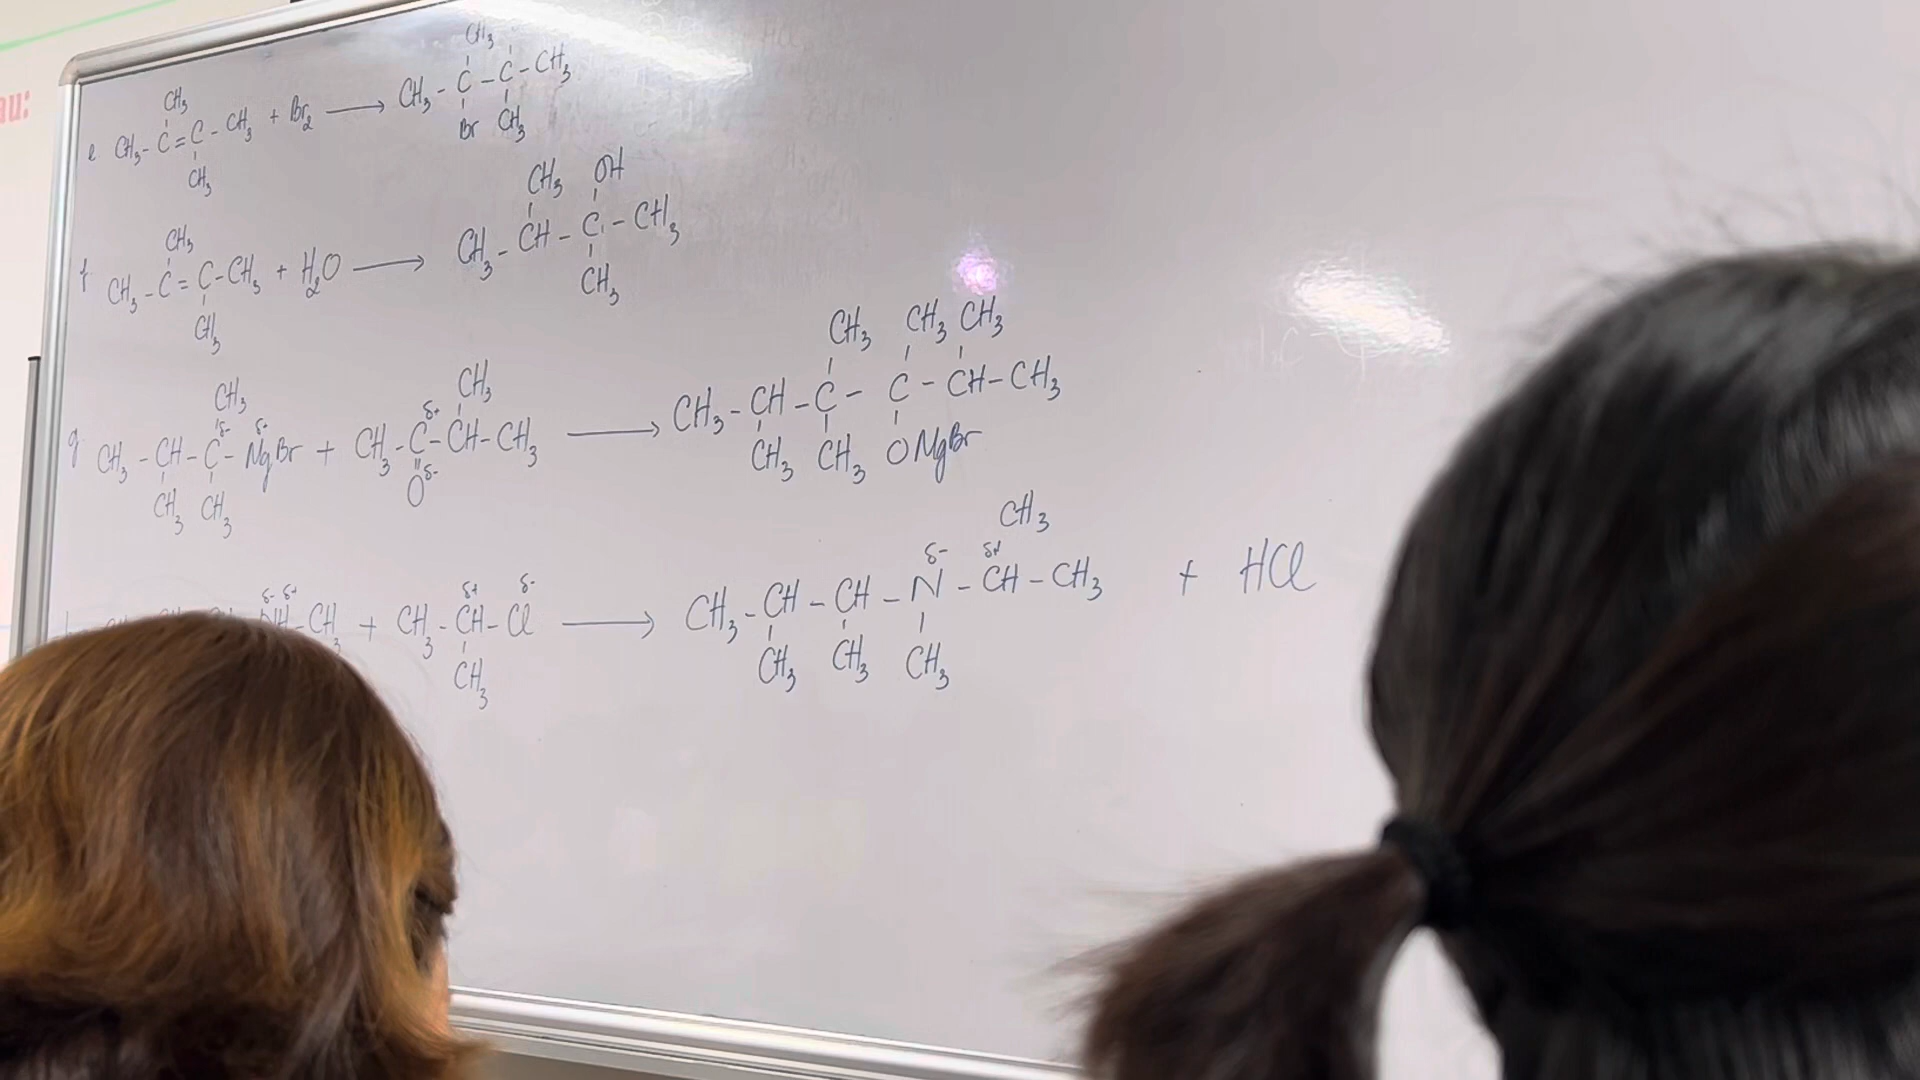 au:
e CH3-C=C-CH3 + Br2 ⟶ CH3-C-C-CH3
CH3
CH3
CH3
Br CH3
f CH3-C=C-CH3 + H2O ⟶ CH3-CH-C-CH3
CH3
CH3
CH3 OH
CH3
g CH3-CH-C-MgBr + CH3-C-CH-CH3 ⟶ CH3-CH-C-C-CH-CH3
CH3
δ- δ+
CH3 CH3
CH3
δ+
O δ-
CH3 CH3 CH3
CH3 CH3 OMgBr
NH-CH3 + CH3-CH-Cl ⟶ CH3-CH-CH-N-CH-CH3 + HCl
δ- δ+
δ+ δ-
CH3
CH3
δ- δ+
CH3 CH3 CH3